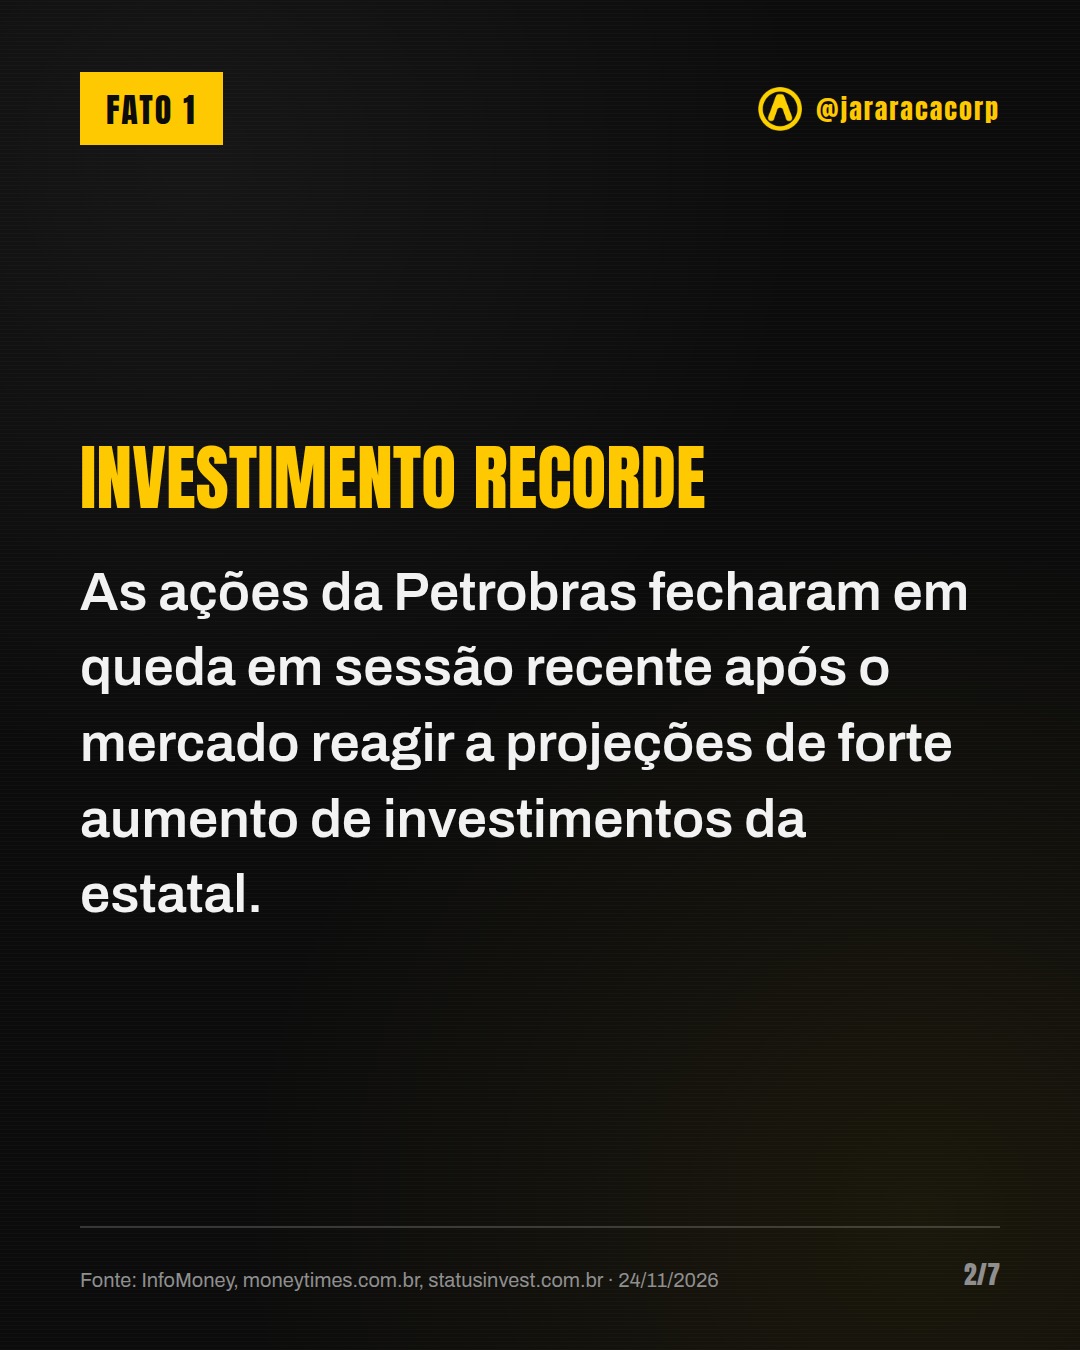 FATO 1
@jararacacorp
INVESTIMENTO RECORDE
As ações da Petrobras fecharam em
queda em sessão recente após o
mercado reagir a projeções de forte
aumento de investimentos da
estatal.
Fonte: InfoMoney, moneytimes.com.br, statusinvest.com.br · 24/11/2026
2/7